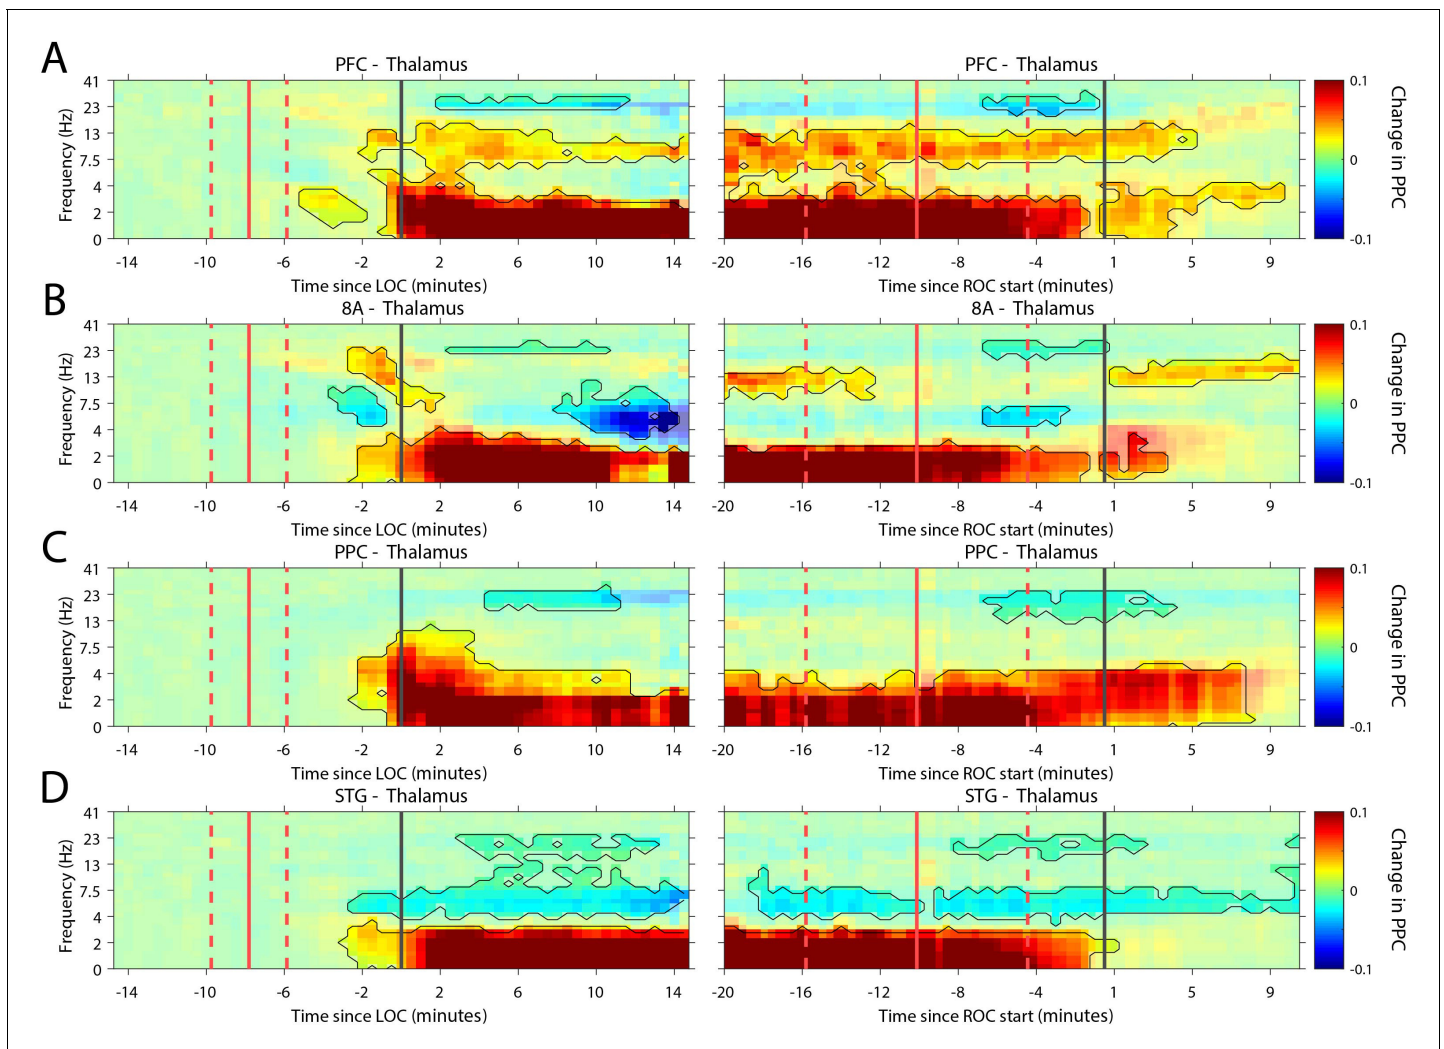 A
PFC - Thalamus
PFC - Thalamus
41
23
13
7.5
4
2
0
Frequency (Hz)
-14 -10 -6 -2 2 6 10 14
-20 -16 -12 -8 -4 1 5 9
Time since LOC (minutes)
Time since ROC start (minutes)
0.1
0
-0.1
Change in PPC
B
8A - Thalamus
8A - Thalamus
41
23
13
7.5
4
2
0
Frequency (Hz)
-14 -10 -6 -2 2 6 10 14
-20 -16 -12 -8 -4 1 5 9
Time since LOC (minutes)
Time since ROC start (minutes)
0.1
0
-0.1
Change in PPC
C
PPC - Thalamus
PPC - Thalamus
41
23
13
7.5
4
2
0
Frequency (Hz)
-14 -10 -6 -2 2 6 10 14
-20 -16 -12 -8 -4 1 5 9
Time since LOC (minutes)
Time since ROC start (minutes)
0.1
0
-0.1
Change in PPC
D
STG - Thalamus
STG - Thalamus
41
23
13
7.5
4
2
0
Frequency (Hz)
-14 -10 -6 -2 2 6 10 14
-20 -16 -12 -8 -4 1 5 9
Time since LOC (minutes)
Time since ROC start (minutes)
0.1
0
-0.1
Change in PPC